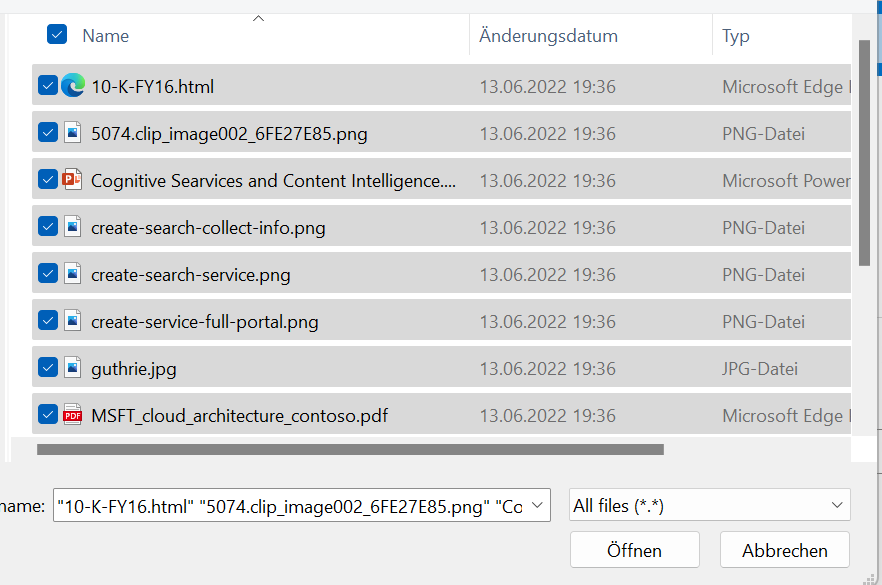 Name Änderungsdatum Typ
10-K-FY16.html 13.06.2022 19:36 Microsoft Edge
5074.clip_image002_6FE27E85.png 13.06.2022 19:36 PNG-Datei
Cognitive Searvices and Content Intelligence.... 13.06.2022 19:36 Microsoft Power
create-search-collect-info.png 13.06.2022 19:36 PNG-Datei
create-search-service.png 13.06.2022 19:36 PNG-Datei
create-service-full-portal.png 13.06.2022 19:36 PNG-Datei
guthrie.jpg 13.06.2022 19:36 JPG-Datei
PDF MSFT_cloud_architecture_contoso.pdf 13.06.2022 19:36 Microsoft Edge
name: "10-K-FY16.html" "5074.clip_image002_6FE27E85.png" "Co All files (*.*)
Öffnen Abbrechen